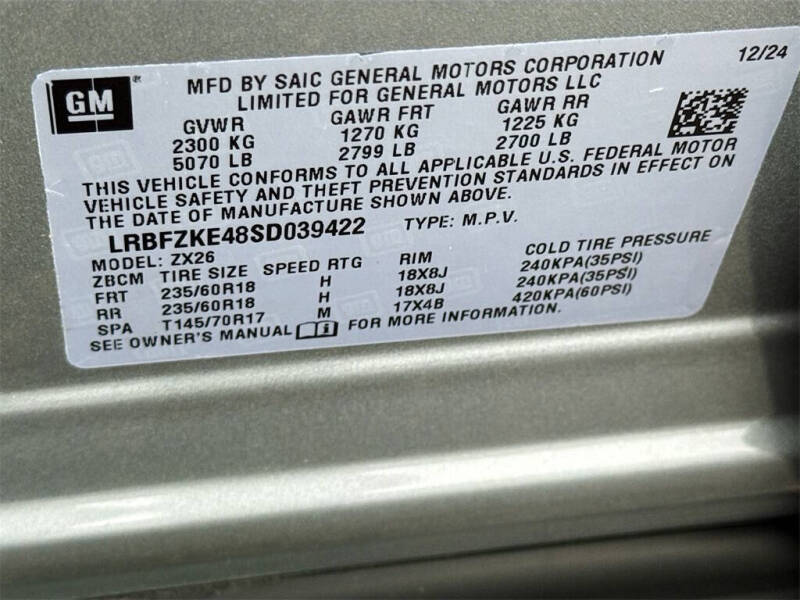 GM
12/24
MFD BY SAIC GENERAL MOTORS CORPORATION
LIMITED FOR GENERAL MOTORS LLC
GVWR GAWR FRT GAWR RR
2300 KG 1270 KG 1225 KG
5070 LB 2799 LB 2700 LB
THIS VEHICLE CONFORMS TO ALL APPLICABLE U.S. FEDERAL MOTOR
VEHICLE SAFETY AND THEFT PREVENTION STANDARDS IN EFFECT ON
THE DATE OF MANUFACTURE SHOWN ABOVE.
LRBFZKE48SD039422 TYPE: M.P.V.
MODEL: ZX26
ZBCM TIRE SIZE SPEED RTG RIM COLD TIRE PRESSURE
FRT 235/60R18 H 18X8J 240KPA(35PSI)
RR 235/60R18 H 18X8J 240KPA(35PSI)
SPA T145/70R17 M 17X4B 420KPA(60PSI)
SEE OWNER'S MANUAL FOR MORE INFORMATION.